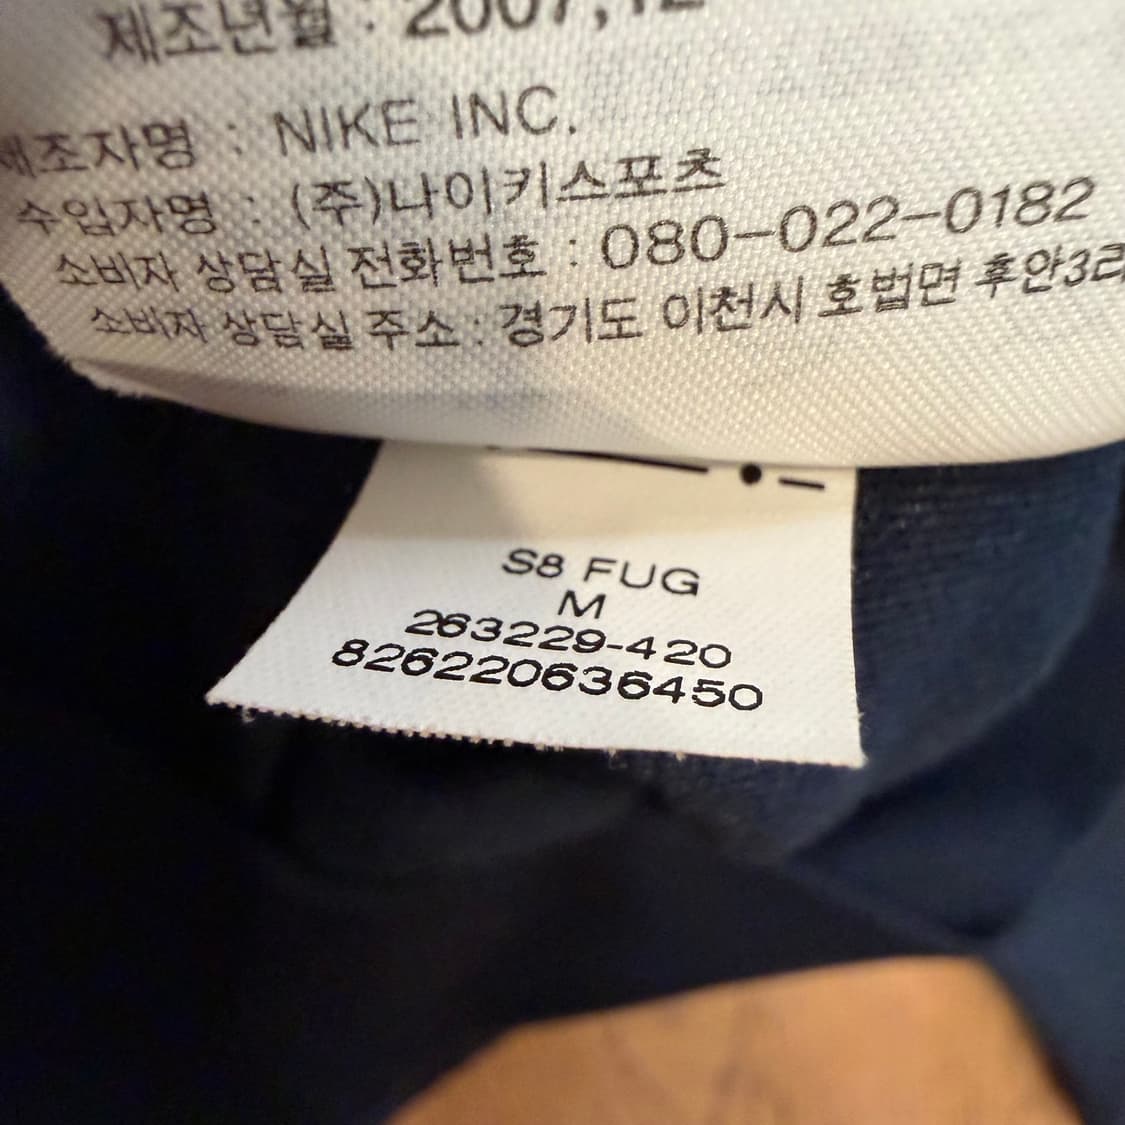 제조년월 : 2007,12
제조자명 : NIKE INC.
수입자명 : (주)나이키스포츠
소비자 상담실 전화번호 : 080-022-0182
소비자 상담실 주소 : 경기도 이천시 호법면 후안3리
S8 FUG
M
263229-420
826220636450